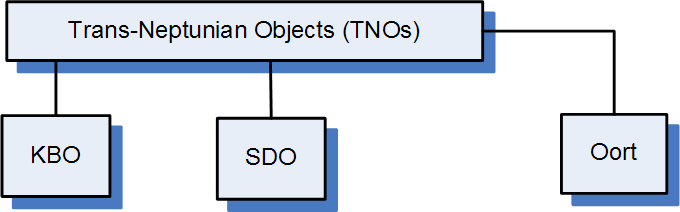 Trans-Neptunian Objects (TNOs)
KBO
SDO
Oort